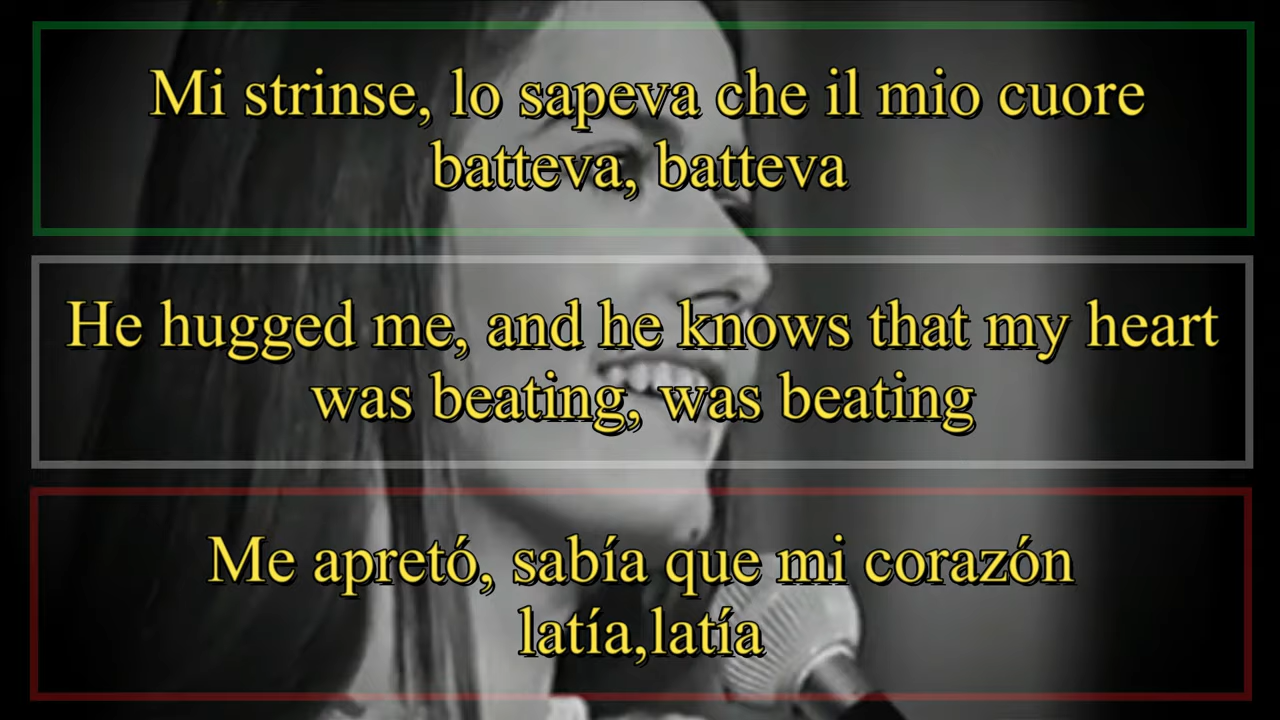 Mi strinse, lo sapeva che il mio cuore
batteva, batteva
He hugged me, and he knows that my heart
was beating, was beating
Me apretó, sabía que mi corazón
latía,latía